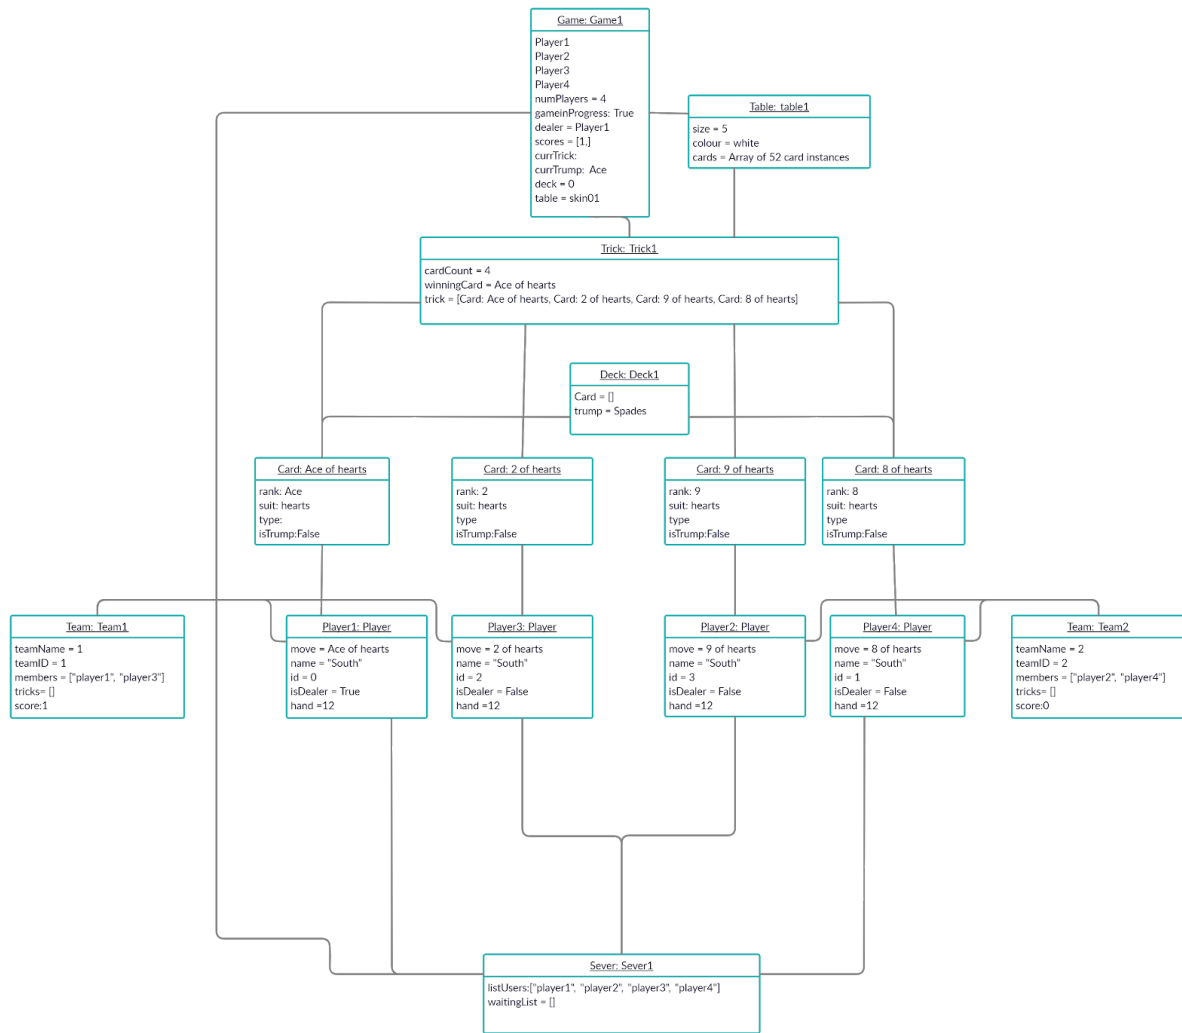 Game: Game1
Player1
Player2
Player3
Player4
numPlayers = 4
gameinProgress: True
dealer = Player1
scores = [1,]
currTrick:
currTrump: Ace
deck = 0
table = skin01
Table: table1
size = 5
colour = white
cards = Array of 52 card instances
Trick: Trick1
cardCount = 4
winningCard = Ace of hearts
trick = [Card: Ace of hearts, Card: 2 of hearts, Card: 9 of hearts, Card: 8 of hearts]
Deck: Deck1
Card = []
trump = Spades
Card: Ace of hearts
rank: Ace
suit: hearts
type:
isTrump:False
Card: 2 of hearts
rank: 2
suit: hearts
type
isTrump:False
Card: 9 of hearts
rank: 9
suit: hearts
type
isTrump:False
Card: 8 of hearts
rank: 8
suit: hearts
type
isTrump:False
Team: Team1
teamName = 1
teamID = 1
members = ["player1", "player3"]
tricks= []
score:1
Player1: Player
move = Ace of hearts
name = "South"
id = 0
isDealer = True
hand =12
Player3: Player
move = 2 of hearts
name = "South"
id = 2
isDealer = False
hand =12
Player2: Player
move = 9 of hearts
name = "South"
id = 3
isDealer = False
hand =12
Player4: Player
move = 8 of hearts
name = "South"
id = 1
isDealer = False
hand =12
Team: Team2
teamName = 2
teamID = 2
members = ["player2", "player4"]
tricks= []
score:0
Sever: Sever1
listUsers:["player1", "player2", "player3", "player4"]
waitingList = []